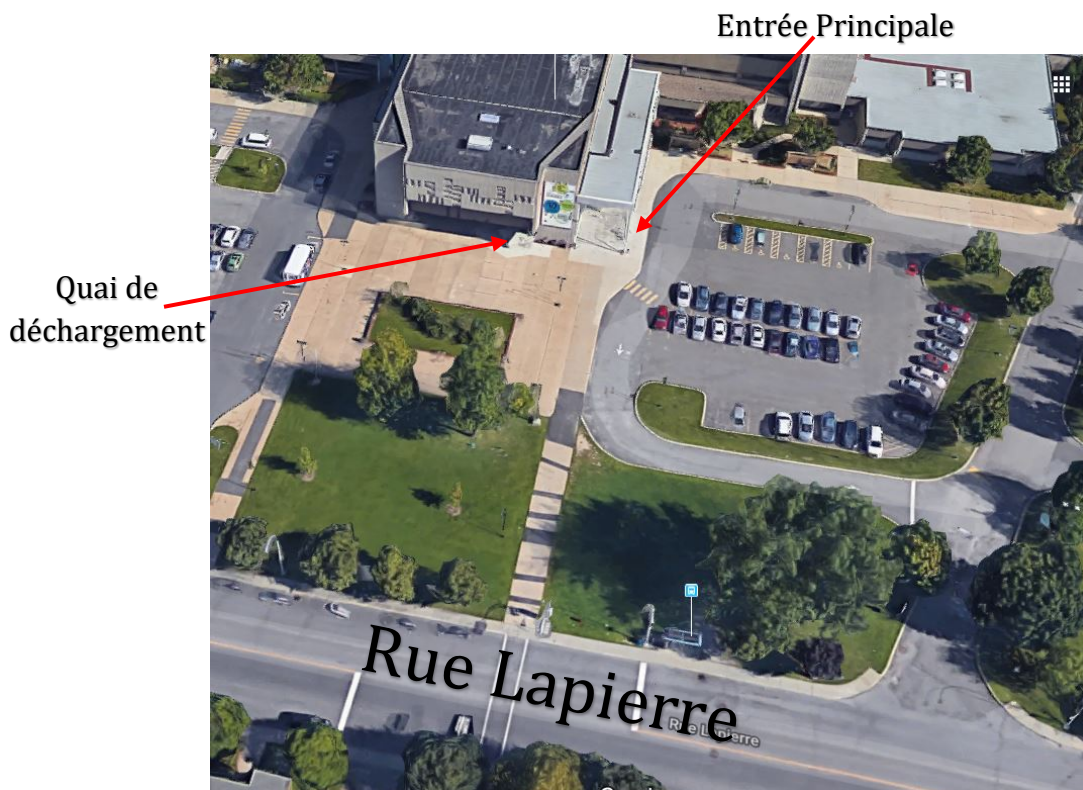 Entrée Principale
Quai de
déchargement
Rue Lapierre
Rue Lapierre